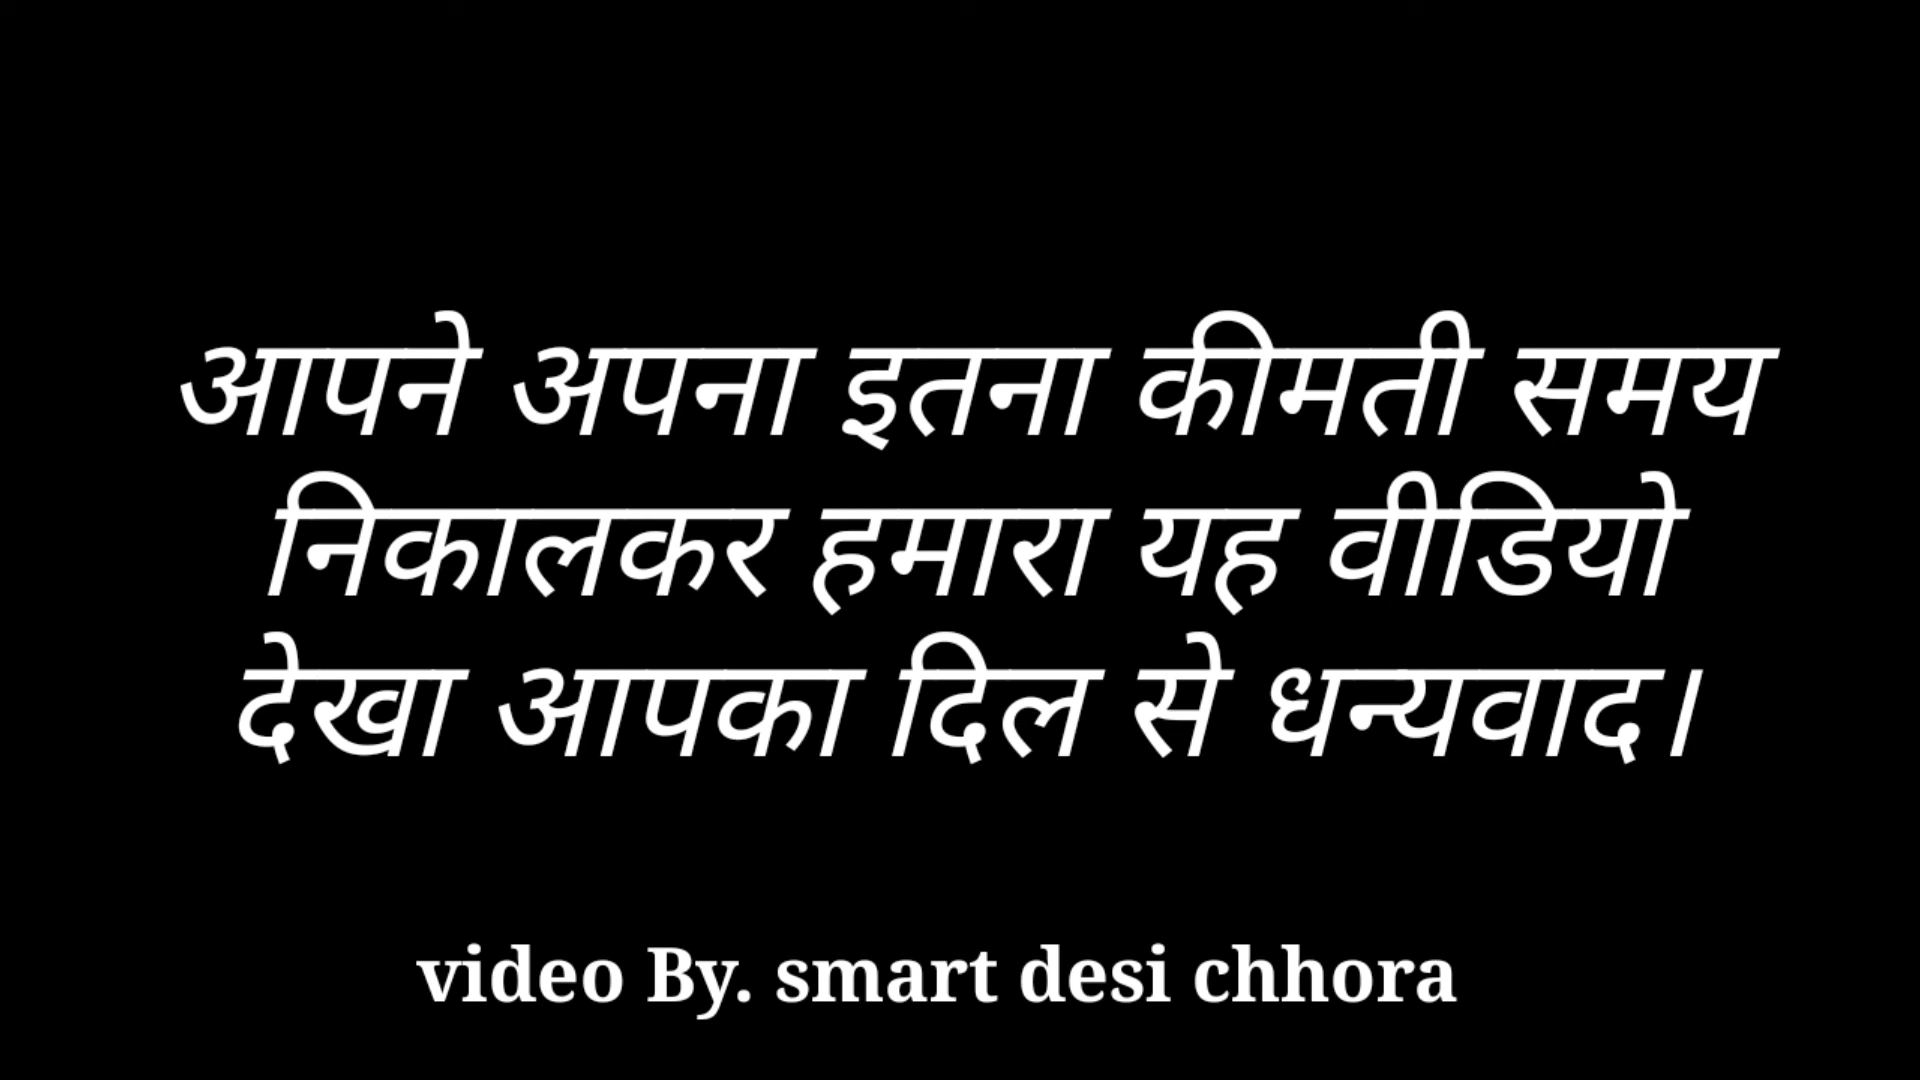 आपने अपना इतना कीमती समय
निकालकर हमारा यह वीडियो
देखा आपका दिल से धन्यवाद।
video By. smart desi chhora